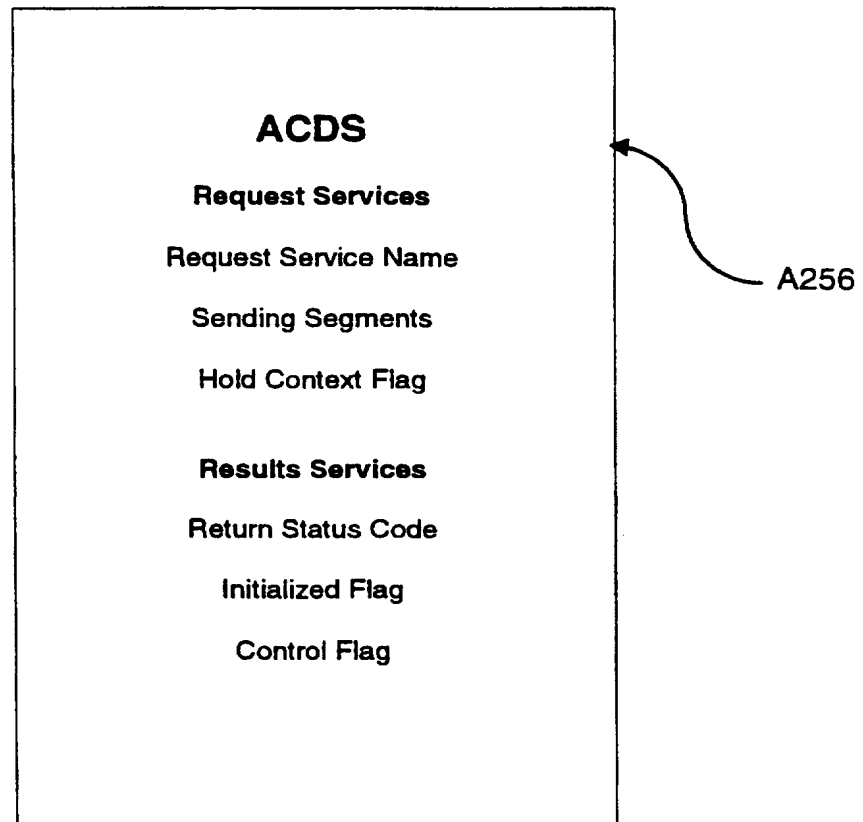 ACDS
Request Services
Request Service Name
Sending Segments
Hold Context Flag
Results Services
Return Status Code
Initialized Flag
Control Flag
A256